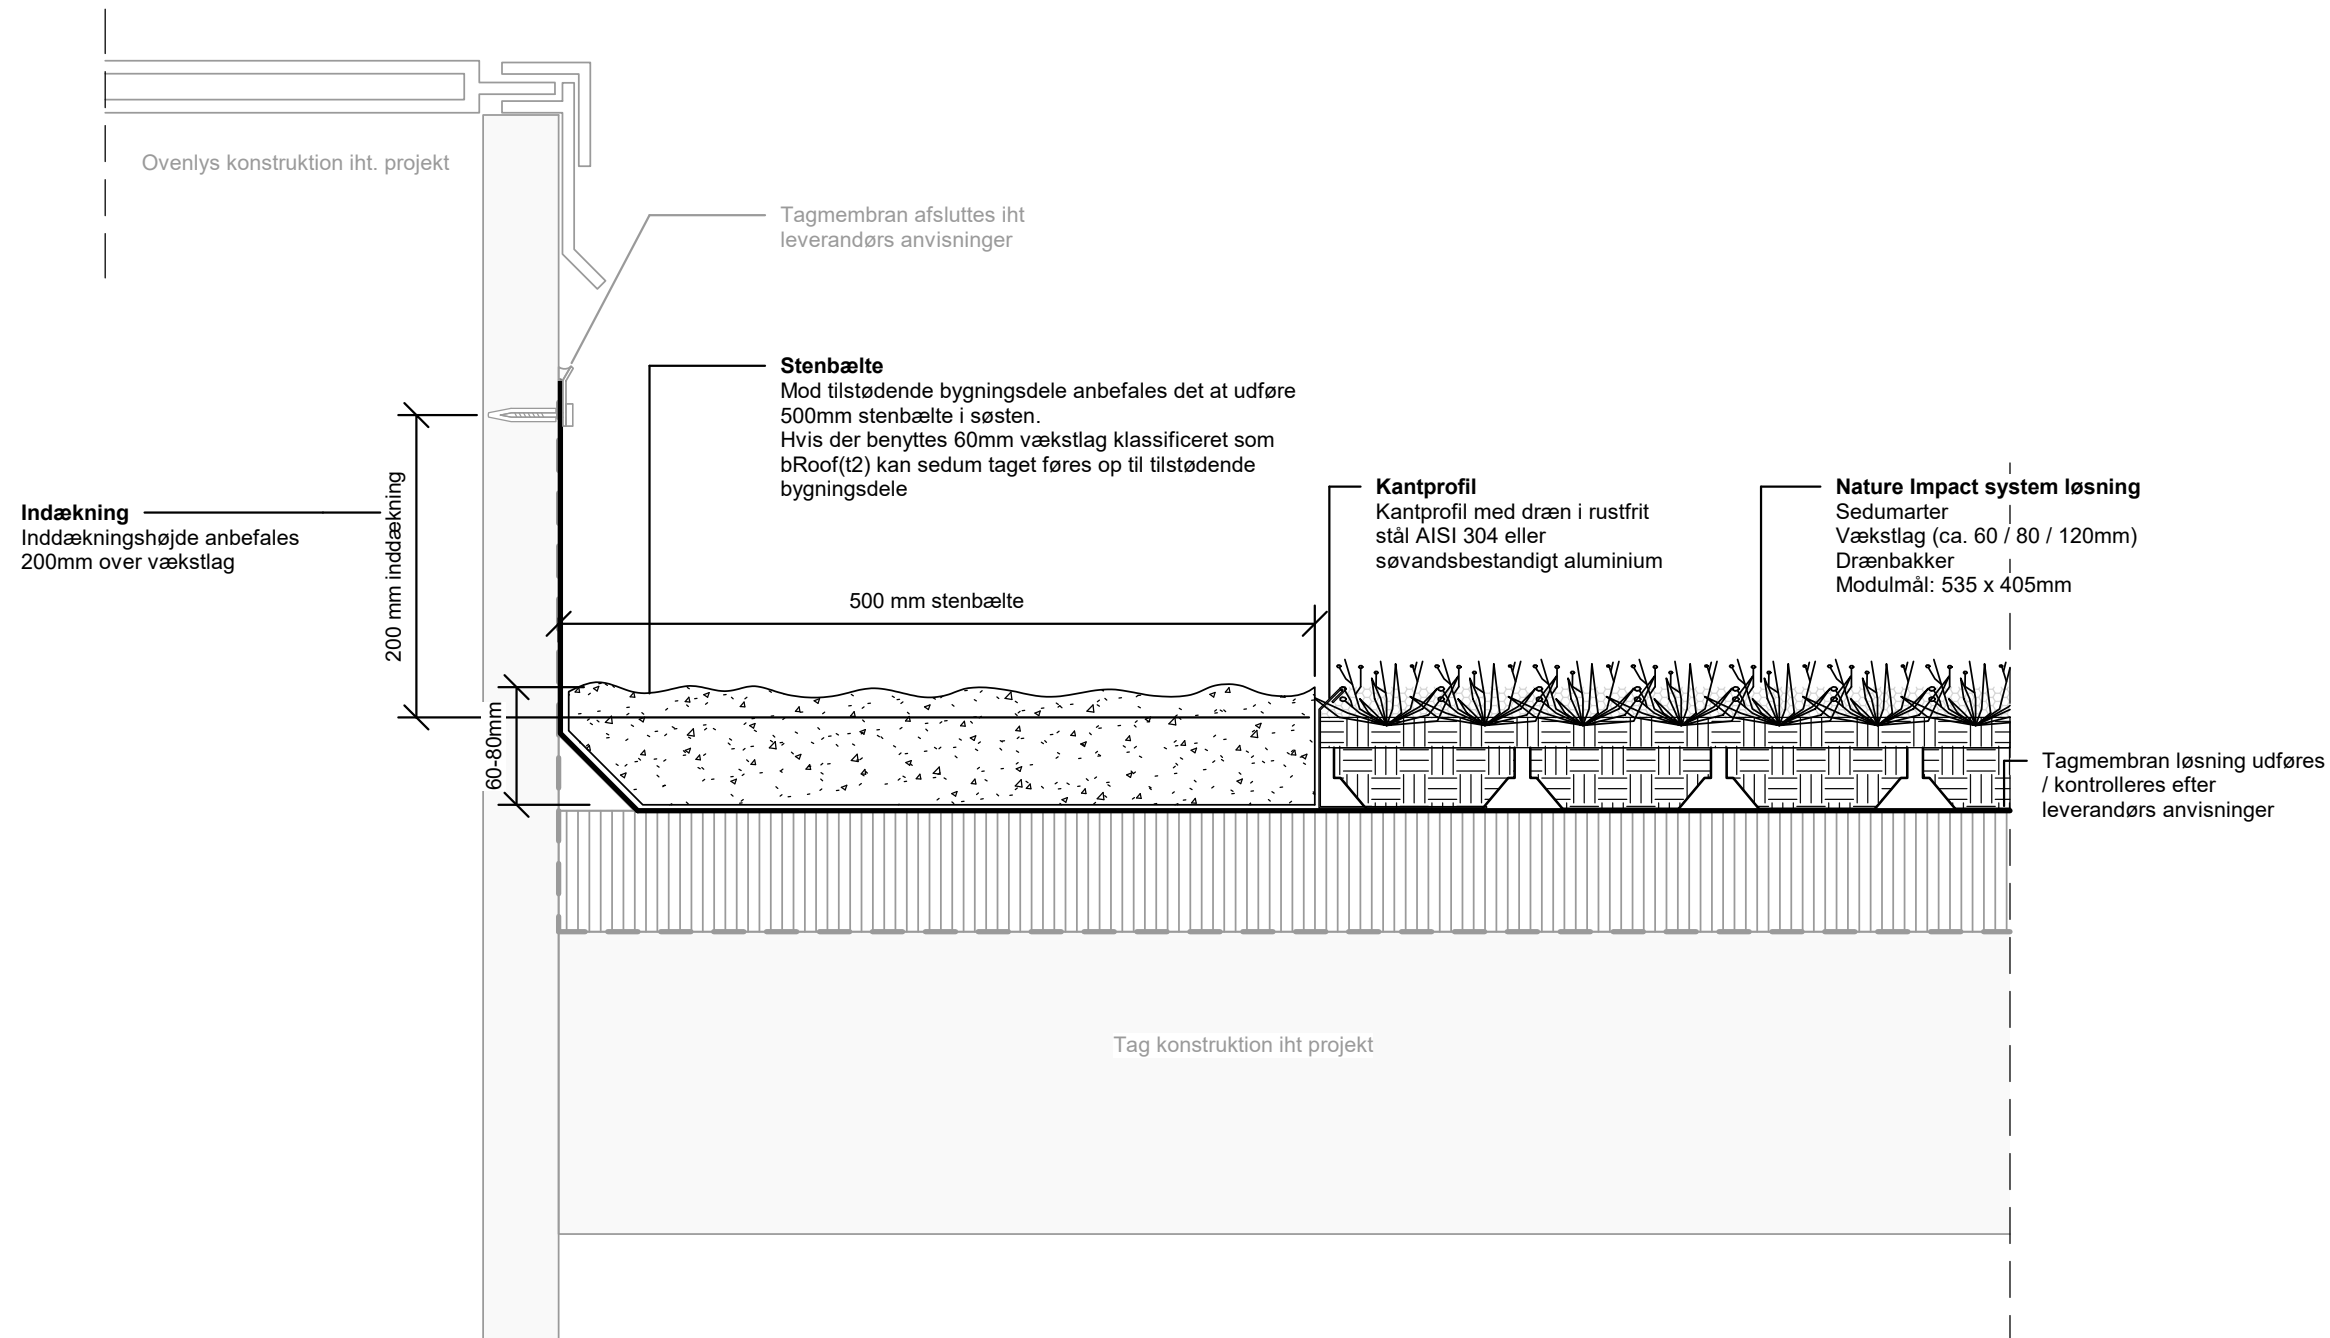 Ovenlys konstruktion iht. projekt
Tagmembran afsluttes iht
leverandørs anvisninger
Stenbælte
Mod tilstødende bygningsdele anbefales det at udføre
500mm stenbælte i søsten.
Hvis der benyttes 60mm vækstlag klassificeret som
bRoof(t2) kan sedum taget føres op til tilstødende
bygningsdele
Indækning
Inddækningshøjde anbefales
200mm over vækstlag
200 mm inddækning
Kantprofil
Kantprofil med dræn i rustfrit
stål AISI 304 eller
søvandsbestandigt aluminium
Nature Impact system løsning
Sedumarter
Vækstlag (ca. 60 / 80 / 120mm)
Drænbakker
Modulmål: 535 x 405mm
500 mm stenbælte
60-80mm
Tagmembran løsning udføres
/ kontrolleres efter
leverandørs anvisninger
Tag konstruktion iht projekt